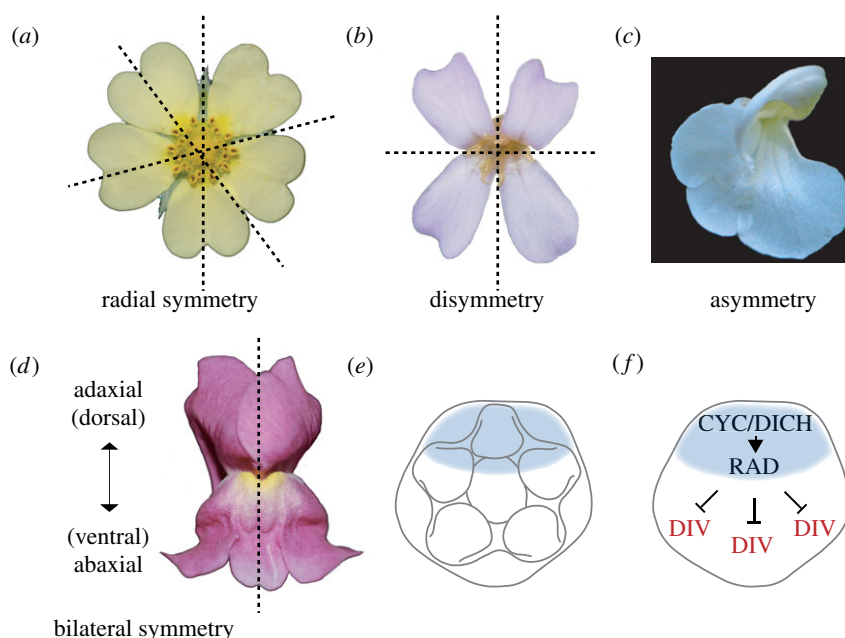 (a)
(b)
(c)
radial symmetry
disymmetry
asymmetry
(d)
adaxial
(dorsal)
(ventral)
abaxial
bilateral symmetry
(e)
(f)
CYC/DICH
RAD
DIV
DIV
DIV